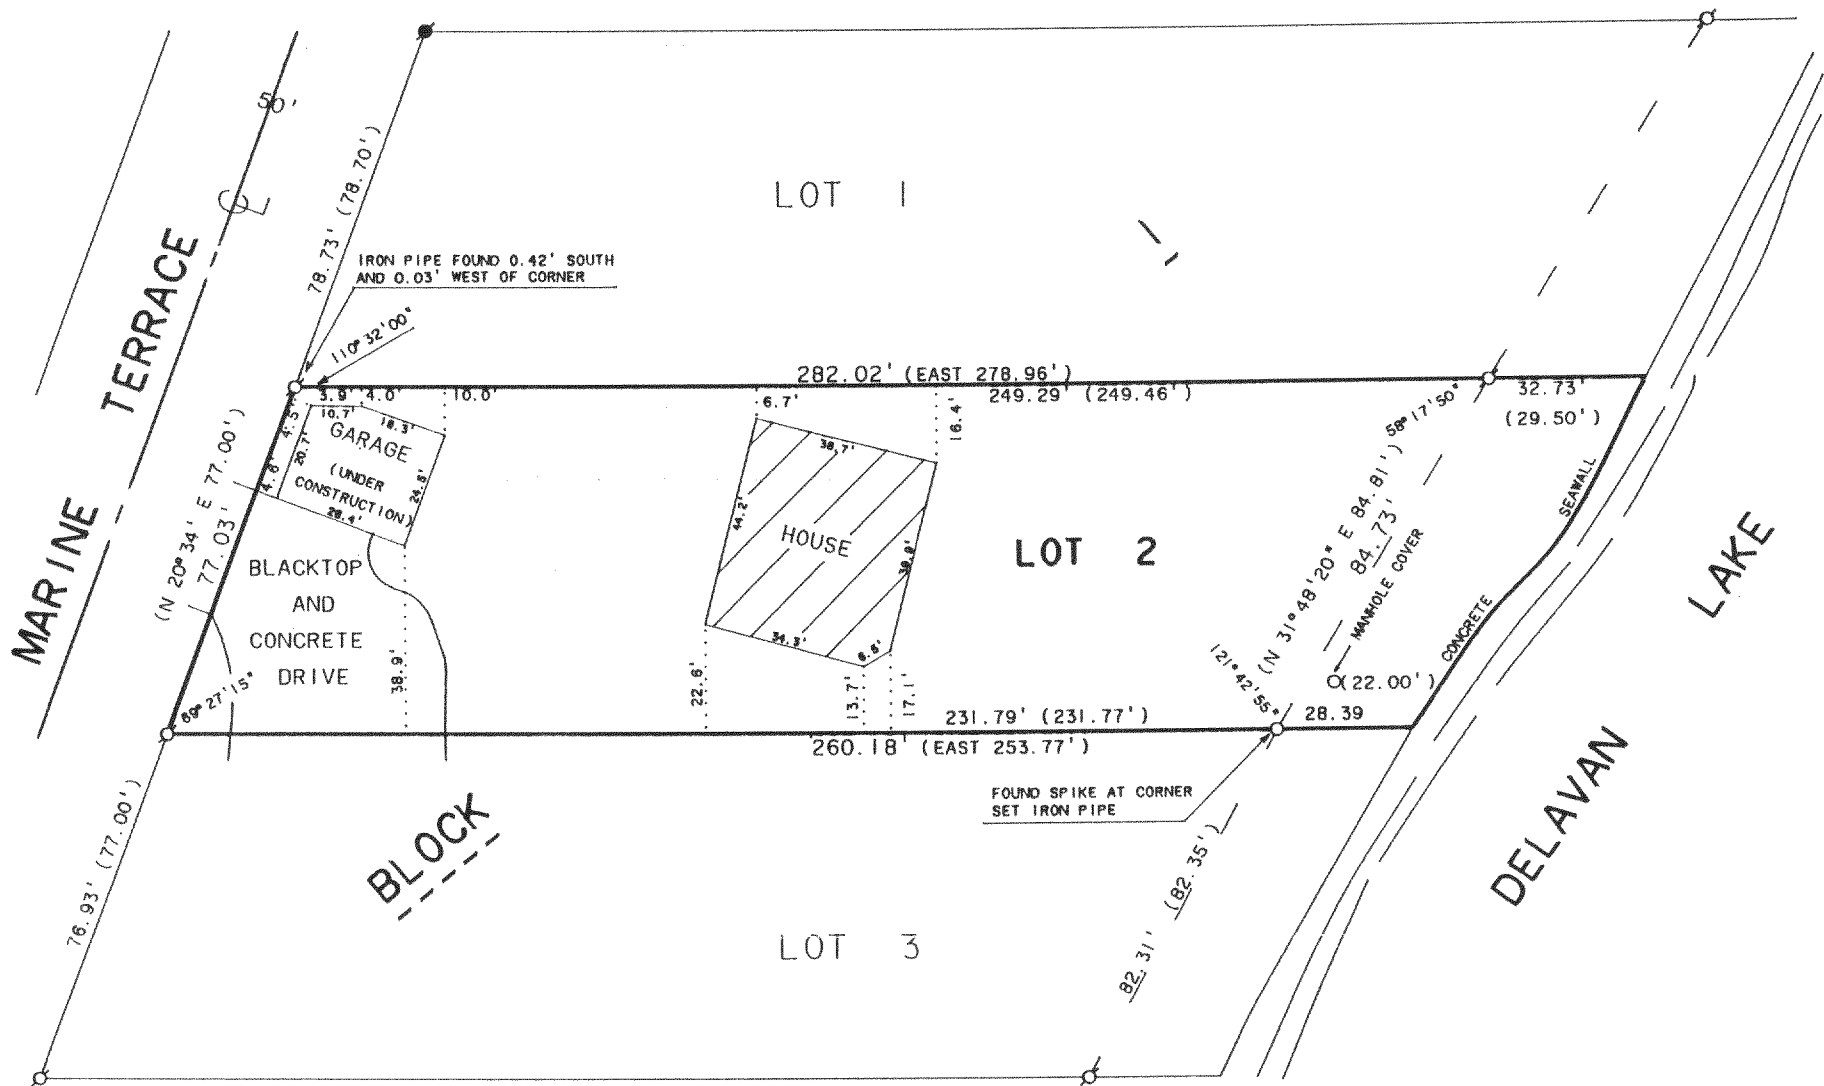 50'
CL
MARINE TERRACE
78.73' (78.70')
LOT 1
IRON PIPE FOUND 0.42' SOUTH
AND 0.03' WEST OF CORNER
110°32'00"
282.02' (EAST 278.96')
249.29' (249.46')
58°17'50"
32.73'
(29.50')
3.9' 4.0' 10.0'
10.7'
18.3'
4.5'
20.7'
4.8'
GARAGE
(UNDER
CONSTRUCTION)
24.5'
28.4'
6.7'
16.4'
38.7'
44.2'
HOUSE
38.9'
34.3'
6.6'
22.6'
13.7'
17.1'
LOT 2
(N 20°34' E 77.00')
77.03'
BLACKTOP
AND
CONCRETE
DRIVE
38.9'
89°27'15"
(N 31°48'20" E 84.81')
84.73'
MANHOLE COVER
(22.00')
121°42'55"
CONCRETE SEAWALL
231.79' (231.77')
28.39
260.18' (EAST 253.77')
FOUND SPIKE AT CORNER
SET IRON PIPE
76.93' (77.00')
BLOCK
82.31' (82.35')
LOT 3
DELAVAN LAKE